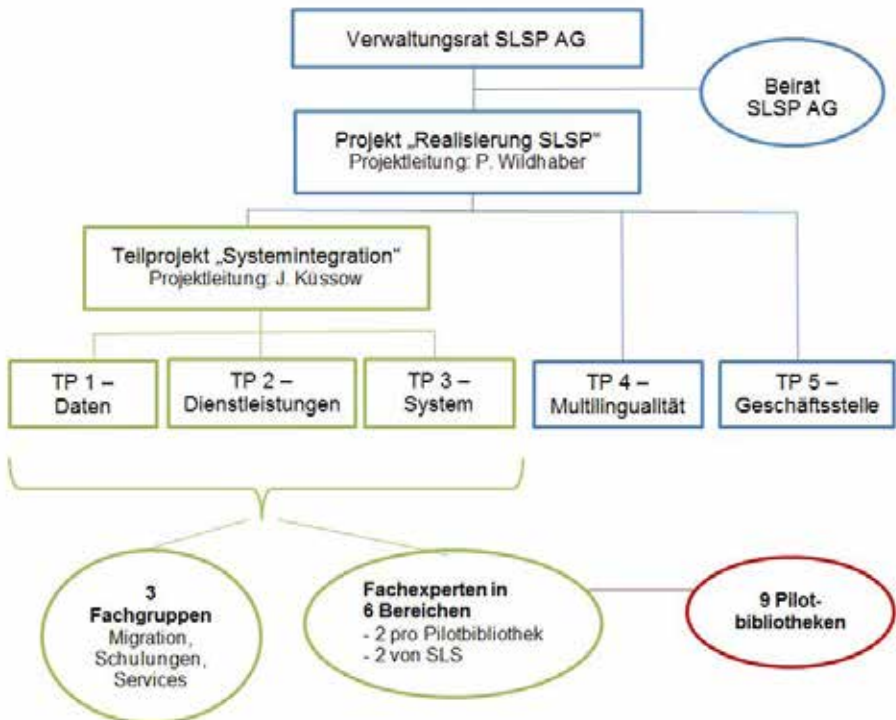 Verwaltungsrat SLSP AG
Beirat
SLSP AG
Projekt „Realisierung SLSP“
Projektleitung: P. Wildhaber
Teilprojekt „Systemintegration“
Projektleitung: J. Küssow
TP 1 –
Daten
TP 2 –
Dienstleistungen
TP 3 –
System
TP 4 –
Multilingualität
TP 5 –
Geschäftsstelle
3
Fachgruppen
Migration,
Schulungen,
Services
Fachexperten in
6 Bereichen
- 2 pro Pilotbibliothek
- 2 von SLS
9 Pilot-
bibliotheken